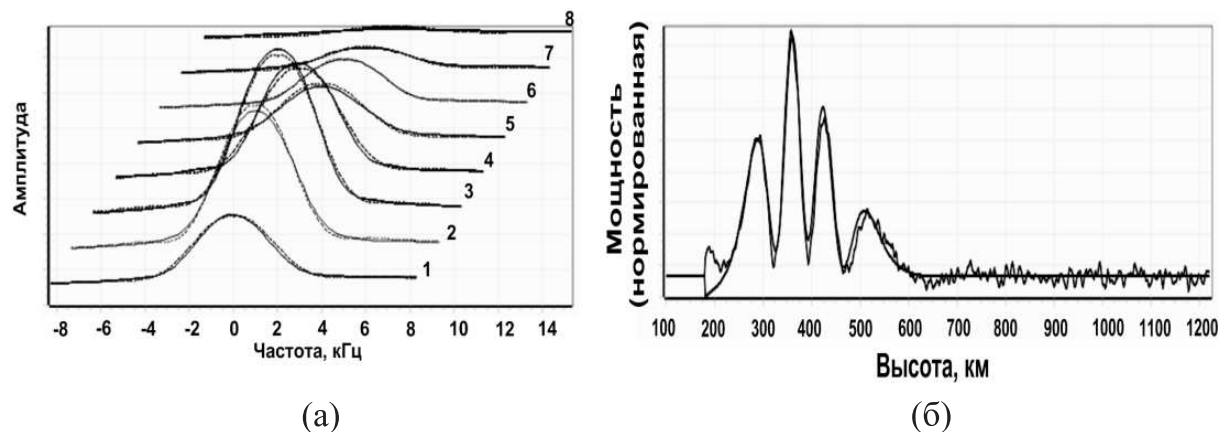 Амплитуда
8
7
6
5
4
3
2
1
-8 -6 -4 -2 0 2 4 6 8 10 12 14
Частота, кГц
(а)
Мощность
(нормированная)
100 200 300 400 500 600 700 800 900 1000 1100 1200
Высота, км
(б)